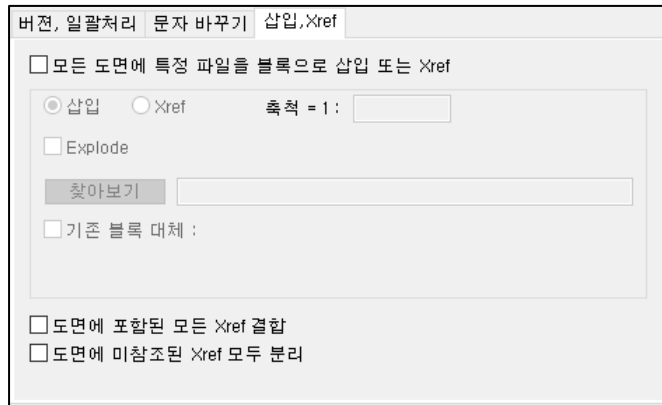 버젼, 일괄처리 문자 바꾸기 삽입,Xref
모든 도면에 특정 파일을 블록으로 삽입 또는 Xref
삽입 Xref 축척 = 1 :
Explode
찾아보기
기존 블록 대체 :
도면에 포함된 모든 Xref 결합
도면에 미참조된 Xref 모두 분리